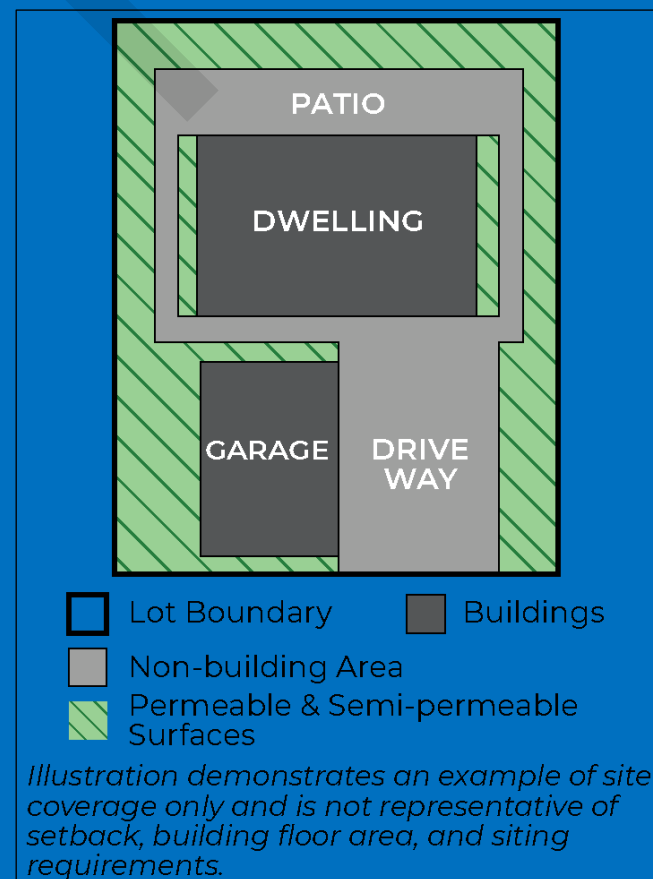 PATIO
DWELLING
GARAGE
DRIVE
WAY
Lot Boundary
Buildings
Non-building Area
Permeable & Semi-permeable
Surfaces
Illustration demonstrates an example of site
coverage only and is not representative of
setback, building floor area, and siting
requirements.